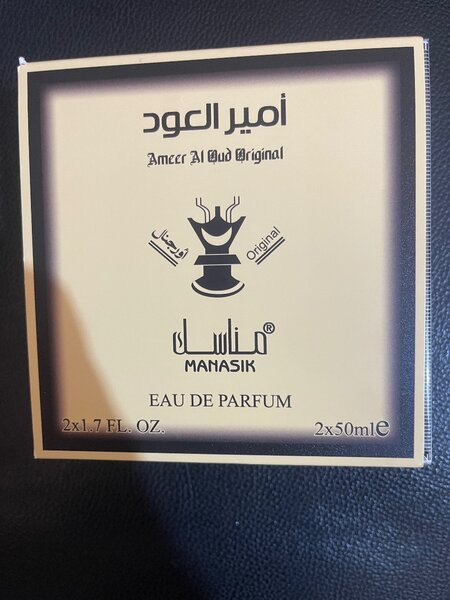 أمير العود
Ameer Al Oud Original
أورجنال
Original
مناسك®
MANASIK
EAU DE PARFUM
2x1.7 FL. OZ.
2x50ml e